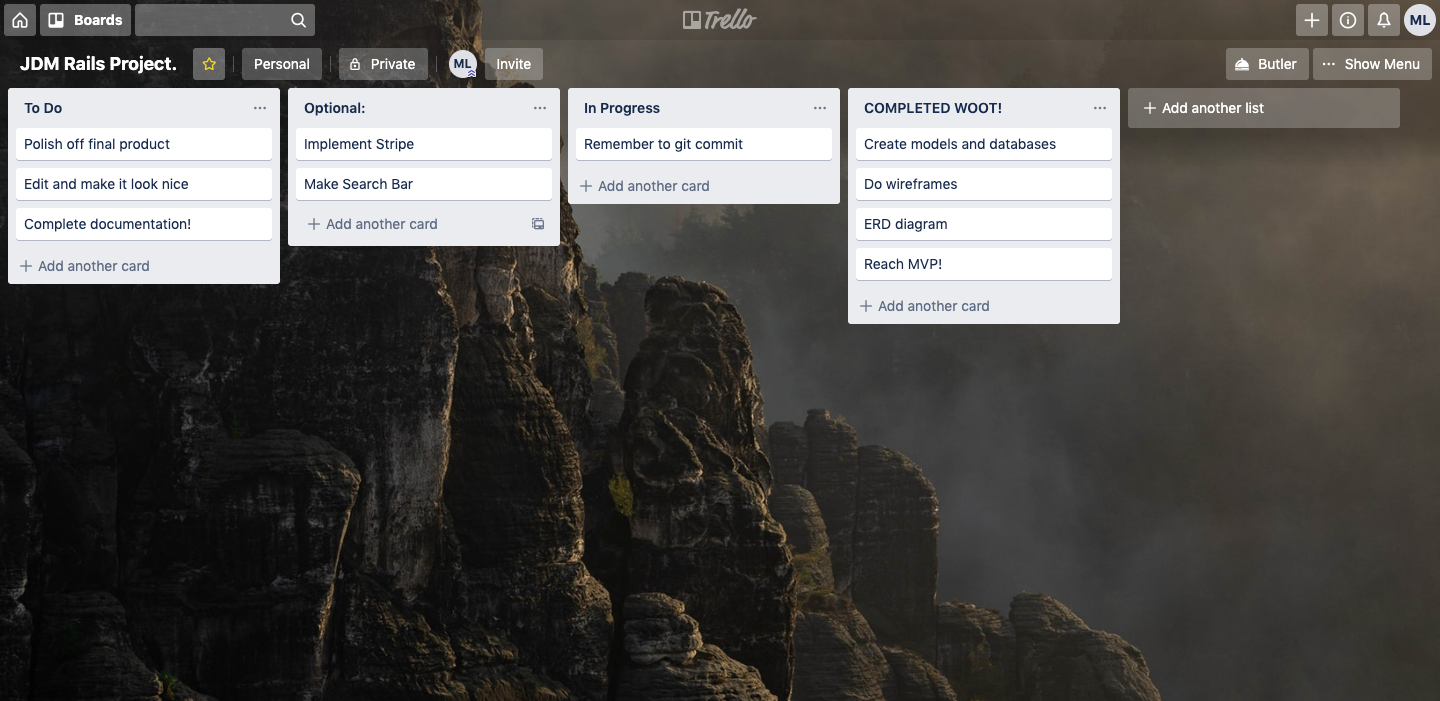 Boards
Trello
ML
JDM Rails Project.
Personal
Private
ML
Invite
Butler
Show Menu
To Do
Polish off final product
Edit and make it look nice
Complete documentation!
Add another card
Optional:
Implement Stripe
Make Search Bar
Add another card
In Progress
Remember to git commit
Add another card
COMPLETED WOOT!
Create models and databases
Do wireframes
ERD diagram
Reach MVP!
Add another card
Add another list